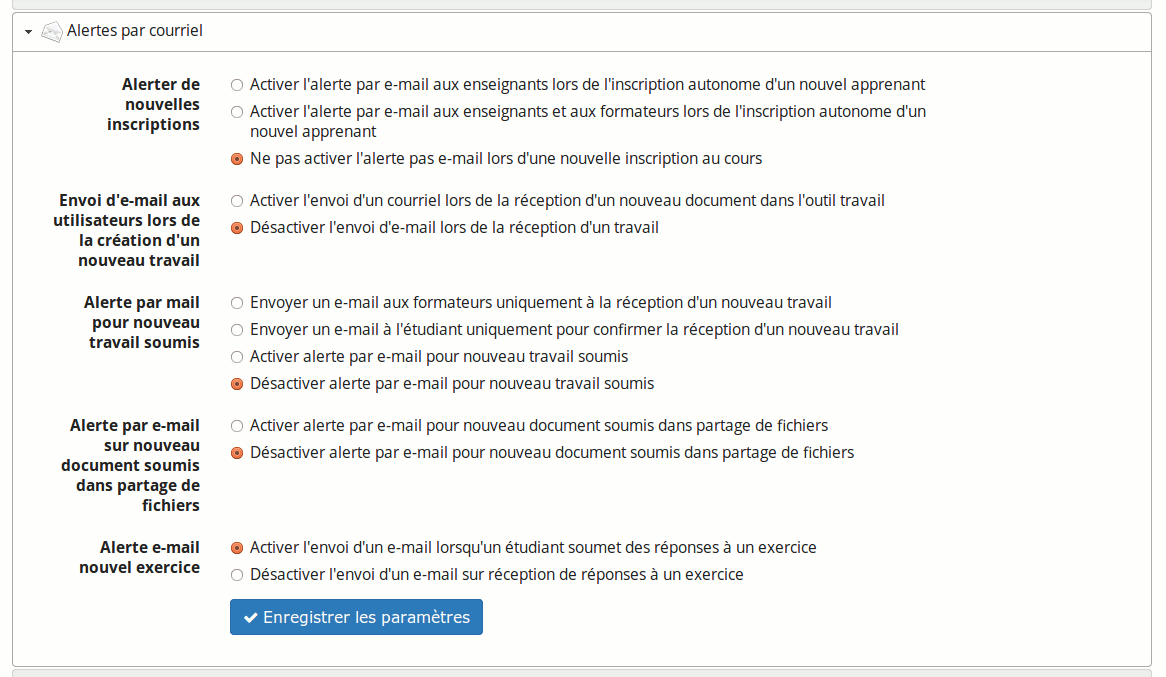 Alertes par courriel
Alerter de
nouvelles
inscriptions
Activer l'alerte par e-mail aux enseignants lors de l'inscription autonome d'un nouvel apprenant
Activer l'alerte par e-mail aux enseignants et aux formateurs lors de l'inscription autonome d'un
nouvel apprenant
Ne pas activer l'alerte pas e-mail lors d'une nouvelle inscription au cours
Envoi d'e-mail aux
utilisateurs lors de
la création d'un
nouveau travail
Activer l'envoi d'un courriel lors de la réception d'un nouveau document dans l'outil travail
Désactiver l'envoi d'e-mail lors de la réception d'un travail
Alerte par mail
pour nouveau
travail soumis
Envoyer un e-mail aux formateurs uniquement à la réception d'un nouveau travail
Envoyer un e-mail à l'étudiant uniquement pour confirmer la réception d'un nouveau travail
Activer alerte par e-mail pour nouveau travail soumis
Désactiver alerte par e-mail pour nouveau travail soumis
Alerte par e-mail
sur nouveau
document soumis
dans partage de
fichiers
Activer alerte par e-mail pour nouveau document soumis dans partage de fichiers
Désactiver alerte par e-mail pour nouveau document soumis dans partage de fichiers
Alerte e-mail
nouvel exercice
Activer l'envoi d'un e-mail lorsqu'un étudiant soumet des réponses à un exercice
Désactiver l'envoi d'un e-mail sur réception de réponses à un exercice
Enregistrer les paramètres